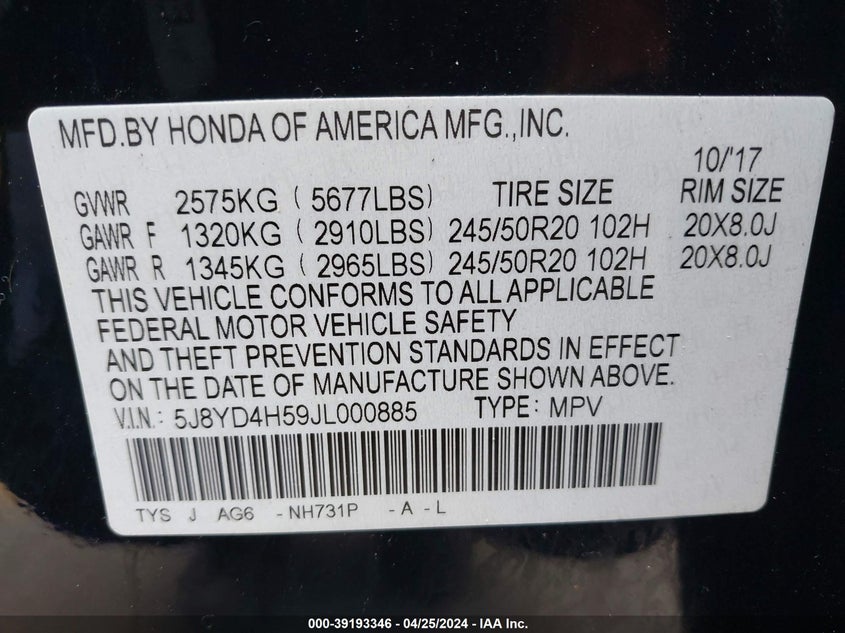 MFD.BY HONDA OF AMERICA MFG.,INC.
10/'17
GVWR 2575KG ( 5677LBS) TIRE SIZE RIM SIZE
GAWR F 1320KG ( 2910LBS) 245/50R20 102H 20X8.0J
GAWR R 1345KG ( 2965LBS) 245/50R20 102H 20X8.0J
THIS VEHICLE CONFORMS TO ALL APPLICABLE
FEDERAL MOTOR VEHICLE SAFETY
AND THEFT PREVENTION STANDARDS IN EFFECT
ON THE DATE OF MANUFACTURE SHOWN ABOVE.
V.I.N.: 5J8YD4H59JL000885 TYPE: MPV
TYS J AG6 -NH731P -A -L
000-39193346 - 04/25/2024 - IAA Inc.